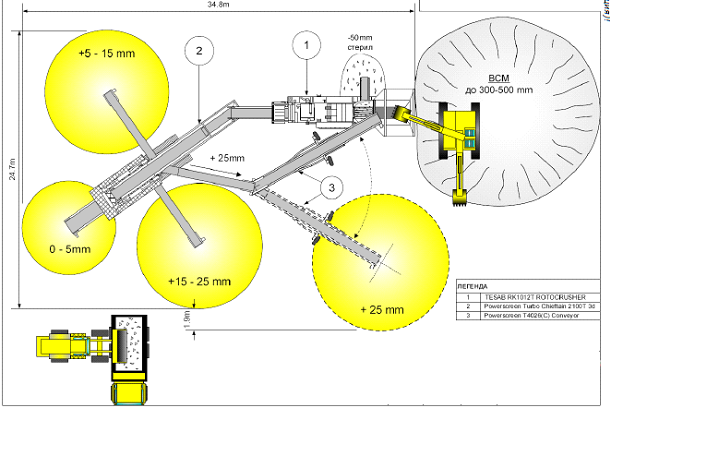 34.8m
+5 - 15 mm
2
1
-50mm
стерил
ВСМ
до 300-500 mm
24.7m
+ 25mm
3
0 - 5mm
+15 - 25 mm
+ 25 mm
1.9m
ЛЕГЕНДА
1 TESAB RK1012T ROTOCRUSHER
2 Powerscreen Turbo Chieftain 2100T 3d
3 Powerscreen T4026(C) Conveyor